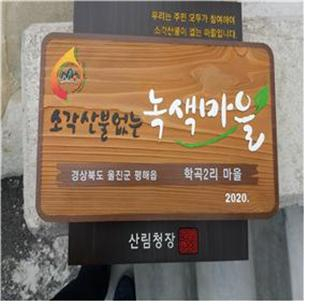 우리는 주민 모두가 참여하여
소각산불이 없는 마을입니다.
소각산불없는 녹색마을
경상북도 울진군 평해읍 학곡2리 마을
2020.
산림청장